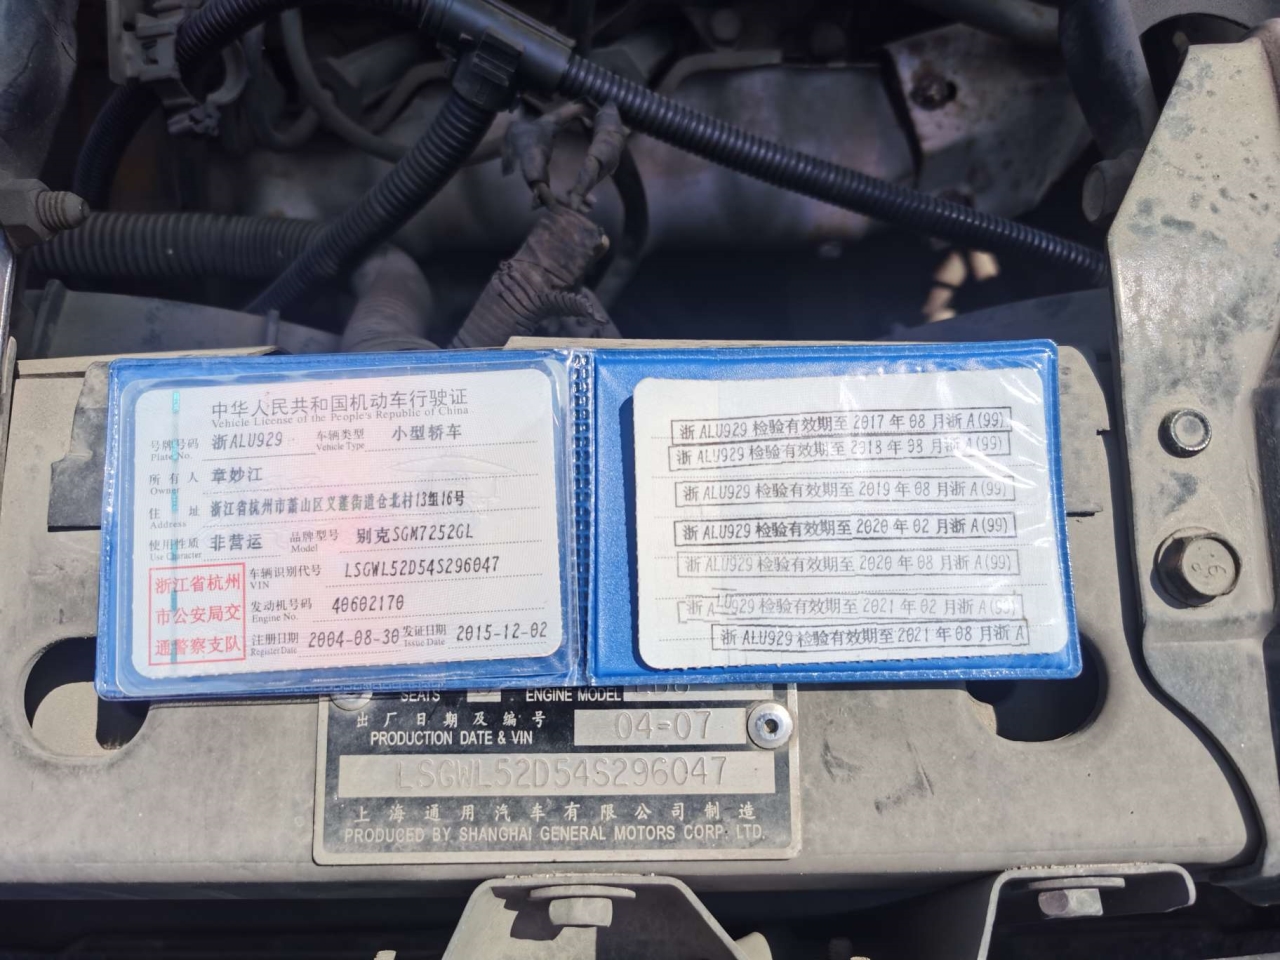 中华人民共和国机动车行驶证
Vehicle License of the People's Republic of China
号牌号码 浙ALU929 车辆类型 小型轿车
Plate No. Vehicle Type
所有人 章妙江
Owner
住址 浙江省杭州市萧山区义蓬街道仓北村13组16号
Address
使用性质 非营运 品牌型号 别克SGM7252GL
Use Character Model
浙江省杭州
市公安局交
通警察支队
车辆识别代号 LSGWL52D54S296047
VIN
发动机号码 40602170
Engine No.
注册日期 2004-08-30 发证日期 2015-12-02
Register Date Issue Date
浙ALU929检验有效期至2017年08月浙A(99)
浙ALU929检验有效期至2018年08月浙A(99)
浙ALU929检验有效期至2019年08月浙A(99)
浙ALU929检验有效期至2020年02月浙A(99)
浙ALU929检验有效期至2020年08月浙A(99)
浙ALU929检验有效期至2021年02月浙A(99)
浙ALU929检验有效期至2021年08月浙A
SEATS ENGINE MODEL
出厂日期及编号
PRODUCTION DATE & VIN 04=07
LSGWL52D54S296047
上海通用汽车有限公司制造
PRODUCED BY SHANGHAI GENERAL MOTORS CORP. LTD.